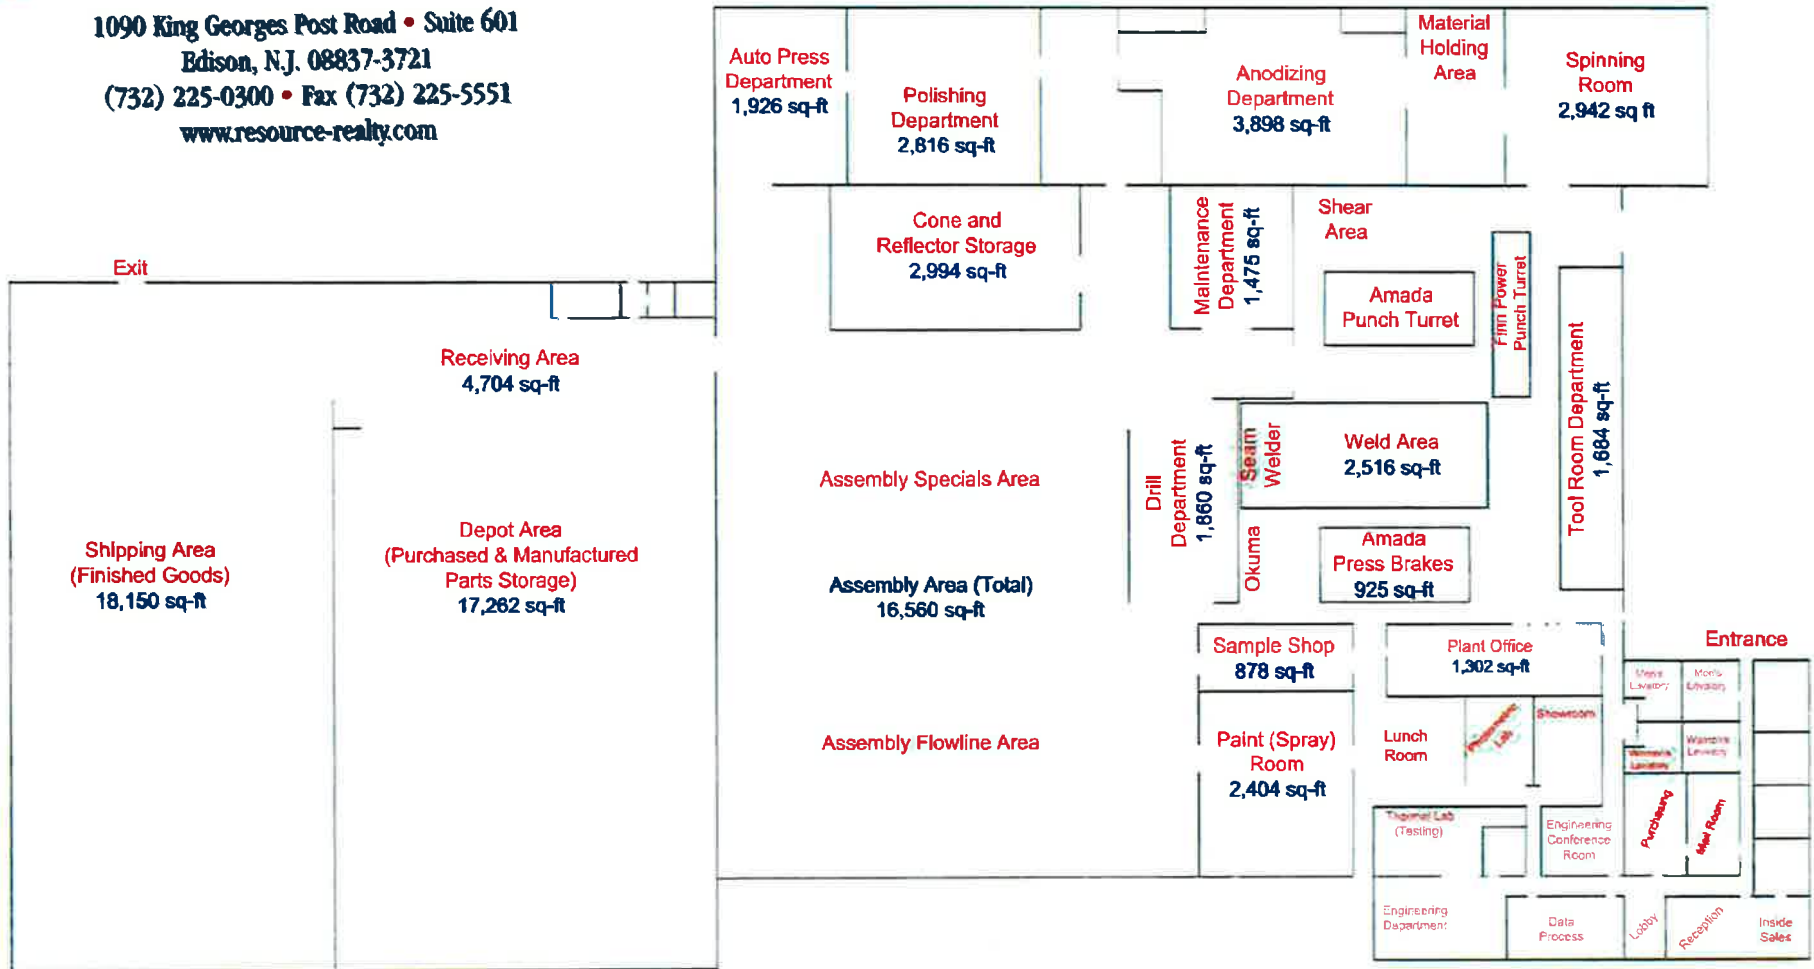 1090 King Georges Post Road • Suite 601
Edison, N.J. 08837-3721
(732) 225-0300 • Fax (732) 225-5551
www.resource-realty.com
Auto Press
Department
1,926 sq-ft
Polishing
Department
2,816 sq-ft
Anodizing
Department
3,898 sq-ft
Material
Holding
Area
Spinning
Room
2,942 sq ft
Cone and
Reflector Storage
2,994 sq-ft
Maintenance
Department
1,475 sq-ft
Shear
Area
Amada
Punch Turret
Finn Power
Punch Turret
Tool Room Department
1,684 sq-ft
Exit
Receiving Area
4,704 sq-ft
Shipping Area
(Finished Goods)
18,150 sq-ft
Depot Area
(Purchased & Manufactured
Parts Storage)
17,262 sq-ft
Assembly Specials Area
Assembly Area (Total)
16,560 sq-ft
Assembly Flowline Area
Drill
Department
1,860 sq-ft
Seam
Welder
Weld Area
2,516 sq-ft
Okuma
Amada
Press Brakes
925 sq-ft
Sample Shop
878 sq-ft
Plant Office
1,302 sq-ft
Entrance
Paint (Spray)
Room
2,404 sq-ft
Lunch
Room
Lab
Showroom
Men's
Lavatory
Men's
Lavatory
Women's
Lavatory
Women's
Lavatory
Purchasing
Mail Room
Thermal Lab
(Testing)
Engineering
Conference
Room
Engineering
Department
Data
Process
Lobby
Reception
Inside
Sales